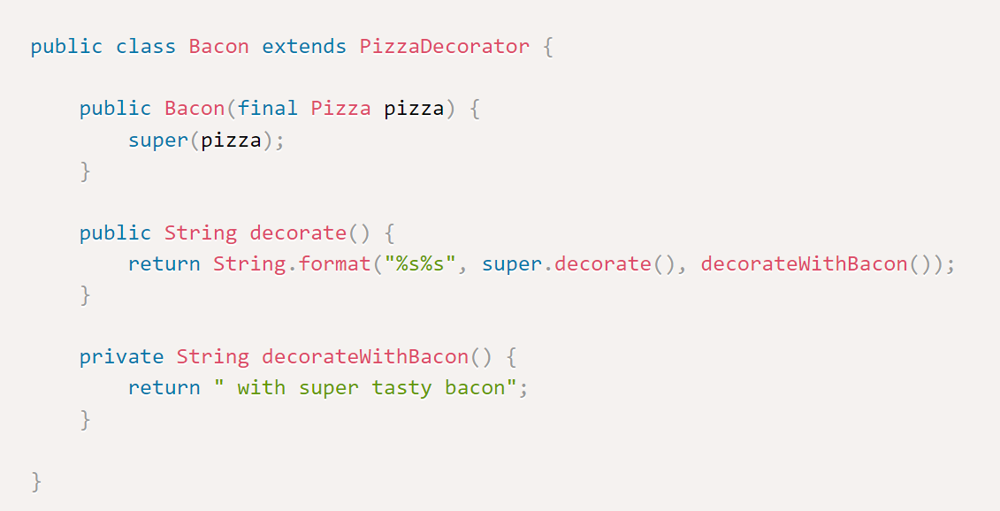 public class Bacon extends PizzaDecorator {
    public Bacon(final Pizza pizza) {
        super(pizza);
    }
    public String decorate() {
        return String.format("%s%s", super.decorate(), decorateWithBacon());
    }
    private String decorateWithBacon() {
        return " with super tasty bacon";
    }
}